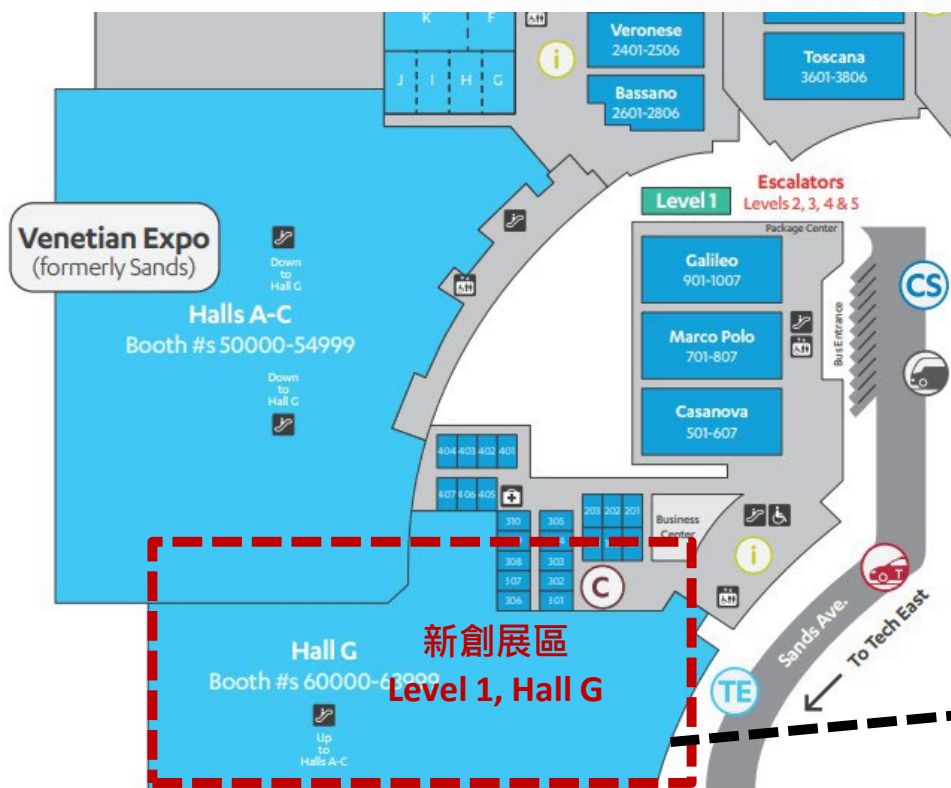 K F
J I H G
i
Veronese
2401-2506
Bassano
2601-2806
Toscana
3601-3806
Level 1
Escalators
Levels 2, 3, 4 & 5
Package Center
Venetian Expo
(formerly Sands)
Down
to
Hall G
Halls A-C
Booth #s 50000-54999
Down
to
Hall G
Galileo
901-1007
Marco Polo
701-807
Casanova
501-607
Bus Entrance
CS
404 403 402 401
407 406 405
310 305
308 303
307 302
306 301
203 202 201
Business
Center
i
C
T
Sands Ave.
To Tech East
TE
Hall G
Booth #s 60000-63999
Up
to
Halls A-C
新創展區
Level 1, Hall G